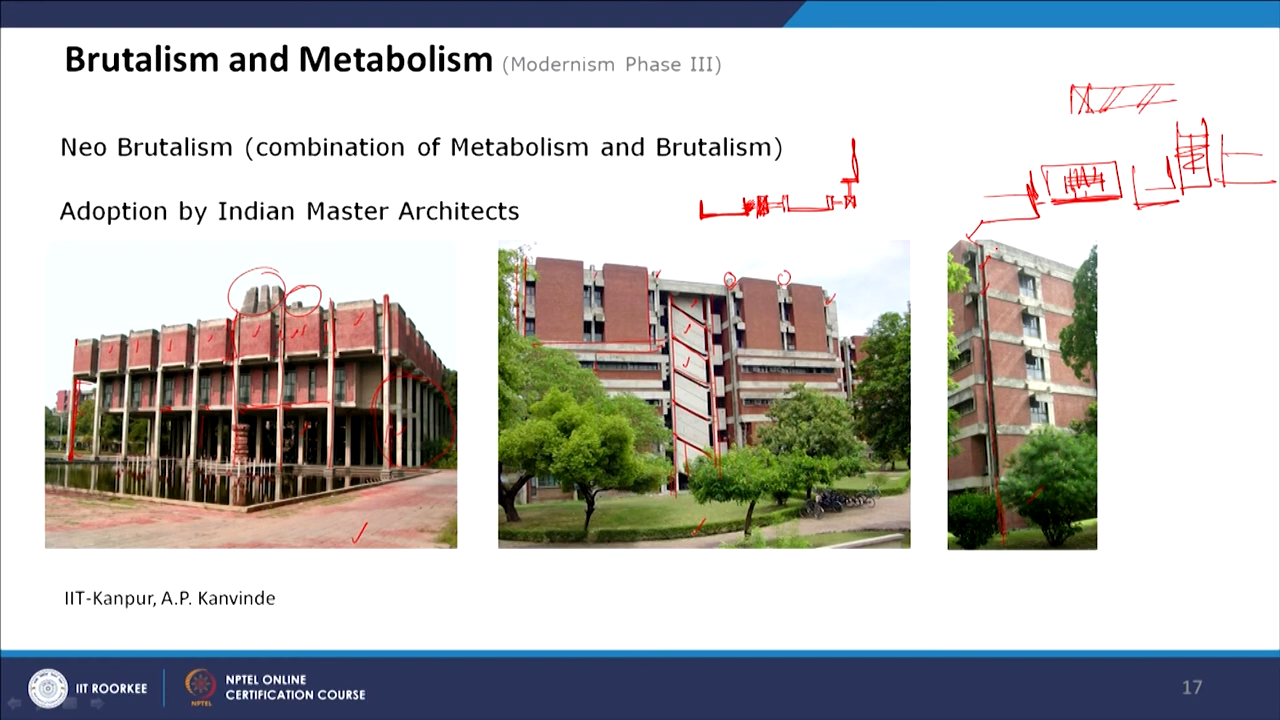 Brutalism and Metabolism (Modernism Phase III)
Neo Brutalism (combination of Metabolism and Brutalism)
Adoption by Indian Master Architects
IIT-Kanpur, A.P. Kanvinde
IIT ROORKEE
NPTEL
NPTEL ONLINE
CERTIFICATION COURSE
17